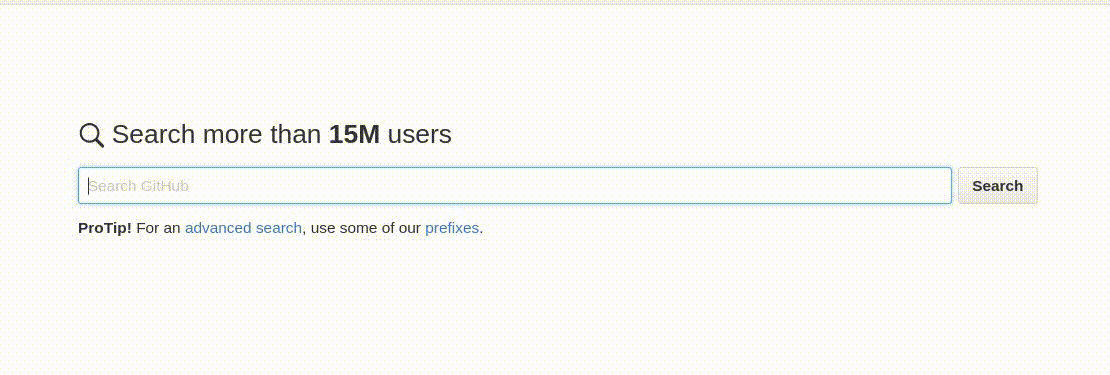 Search more than 15M users
Search GitHub
Search
ProTip! For an advanced search, use some of our prefixes.